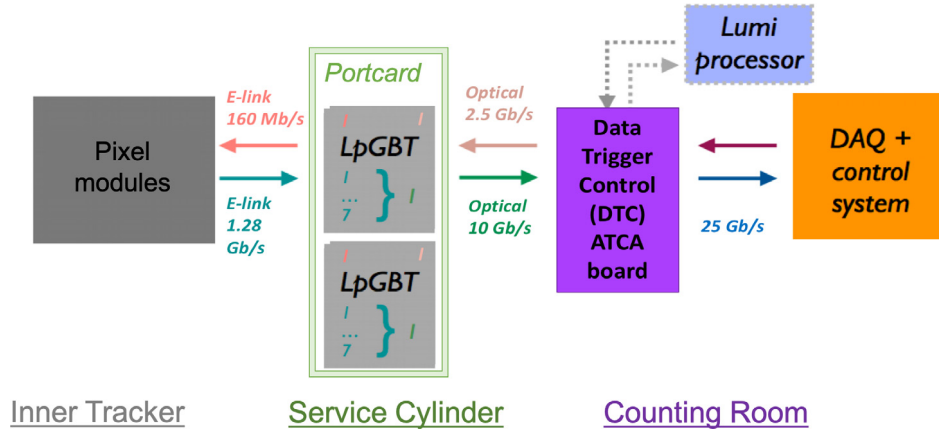 Lumi
processor
Portcard
E-link
160 Mb/s
Optical
2.5 Gb/s
Pixel
modules
E-link
1.28
Gb/s
I
I
LpGBT
I
...
7
}
I
I
I
LpGBT
I
...
7
}
I
Optical
10 Gb/s
Data
Trigger
Control
(DTC)
ATCA
board
25 Gb/s
DAQ +
control
system
Inner Tracker
Service Cylinder
Counting Room